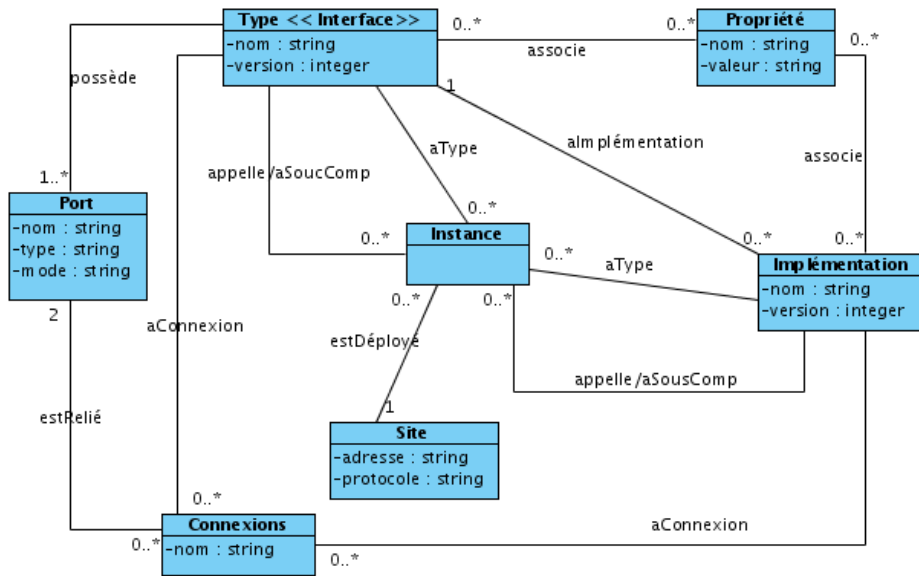 Type << Interface>>
-nom : string
-version : integer
0..*
associe
0..*
Propriété
-nom : string
-valeur : string
0..*
possède
1
aType
aImplémentation
associe
appelle/aSoucComp
1..*
Port
-nom : string
-type : string
-mode : string
0..*
0..*
Instance
0..*
0..*
0..*
Implémentation
-nom : string
-version : integer
aType
2
0..*
0..*
aConnexion
estDéployé
appelle/aSousComp
1
estRelié
Site
-adresse : string
-protocole : string
0..*
Connexions
-nom : string
0..*
0..*
aConnexion